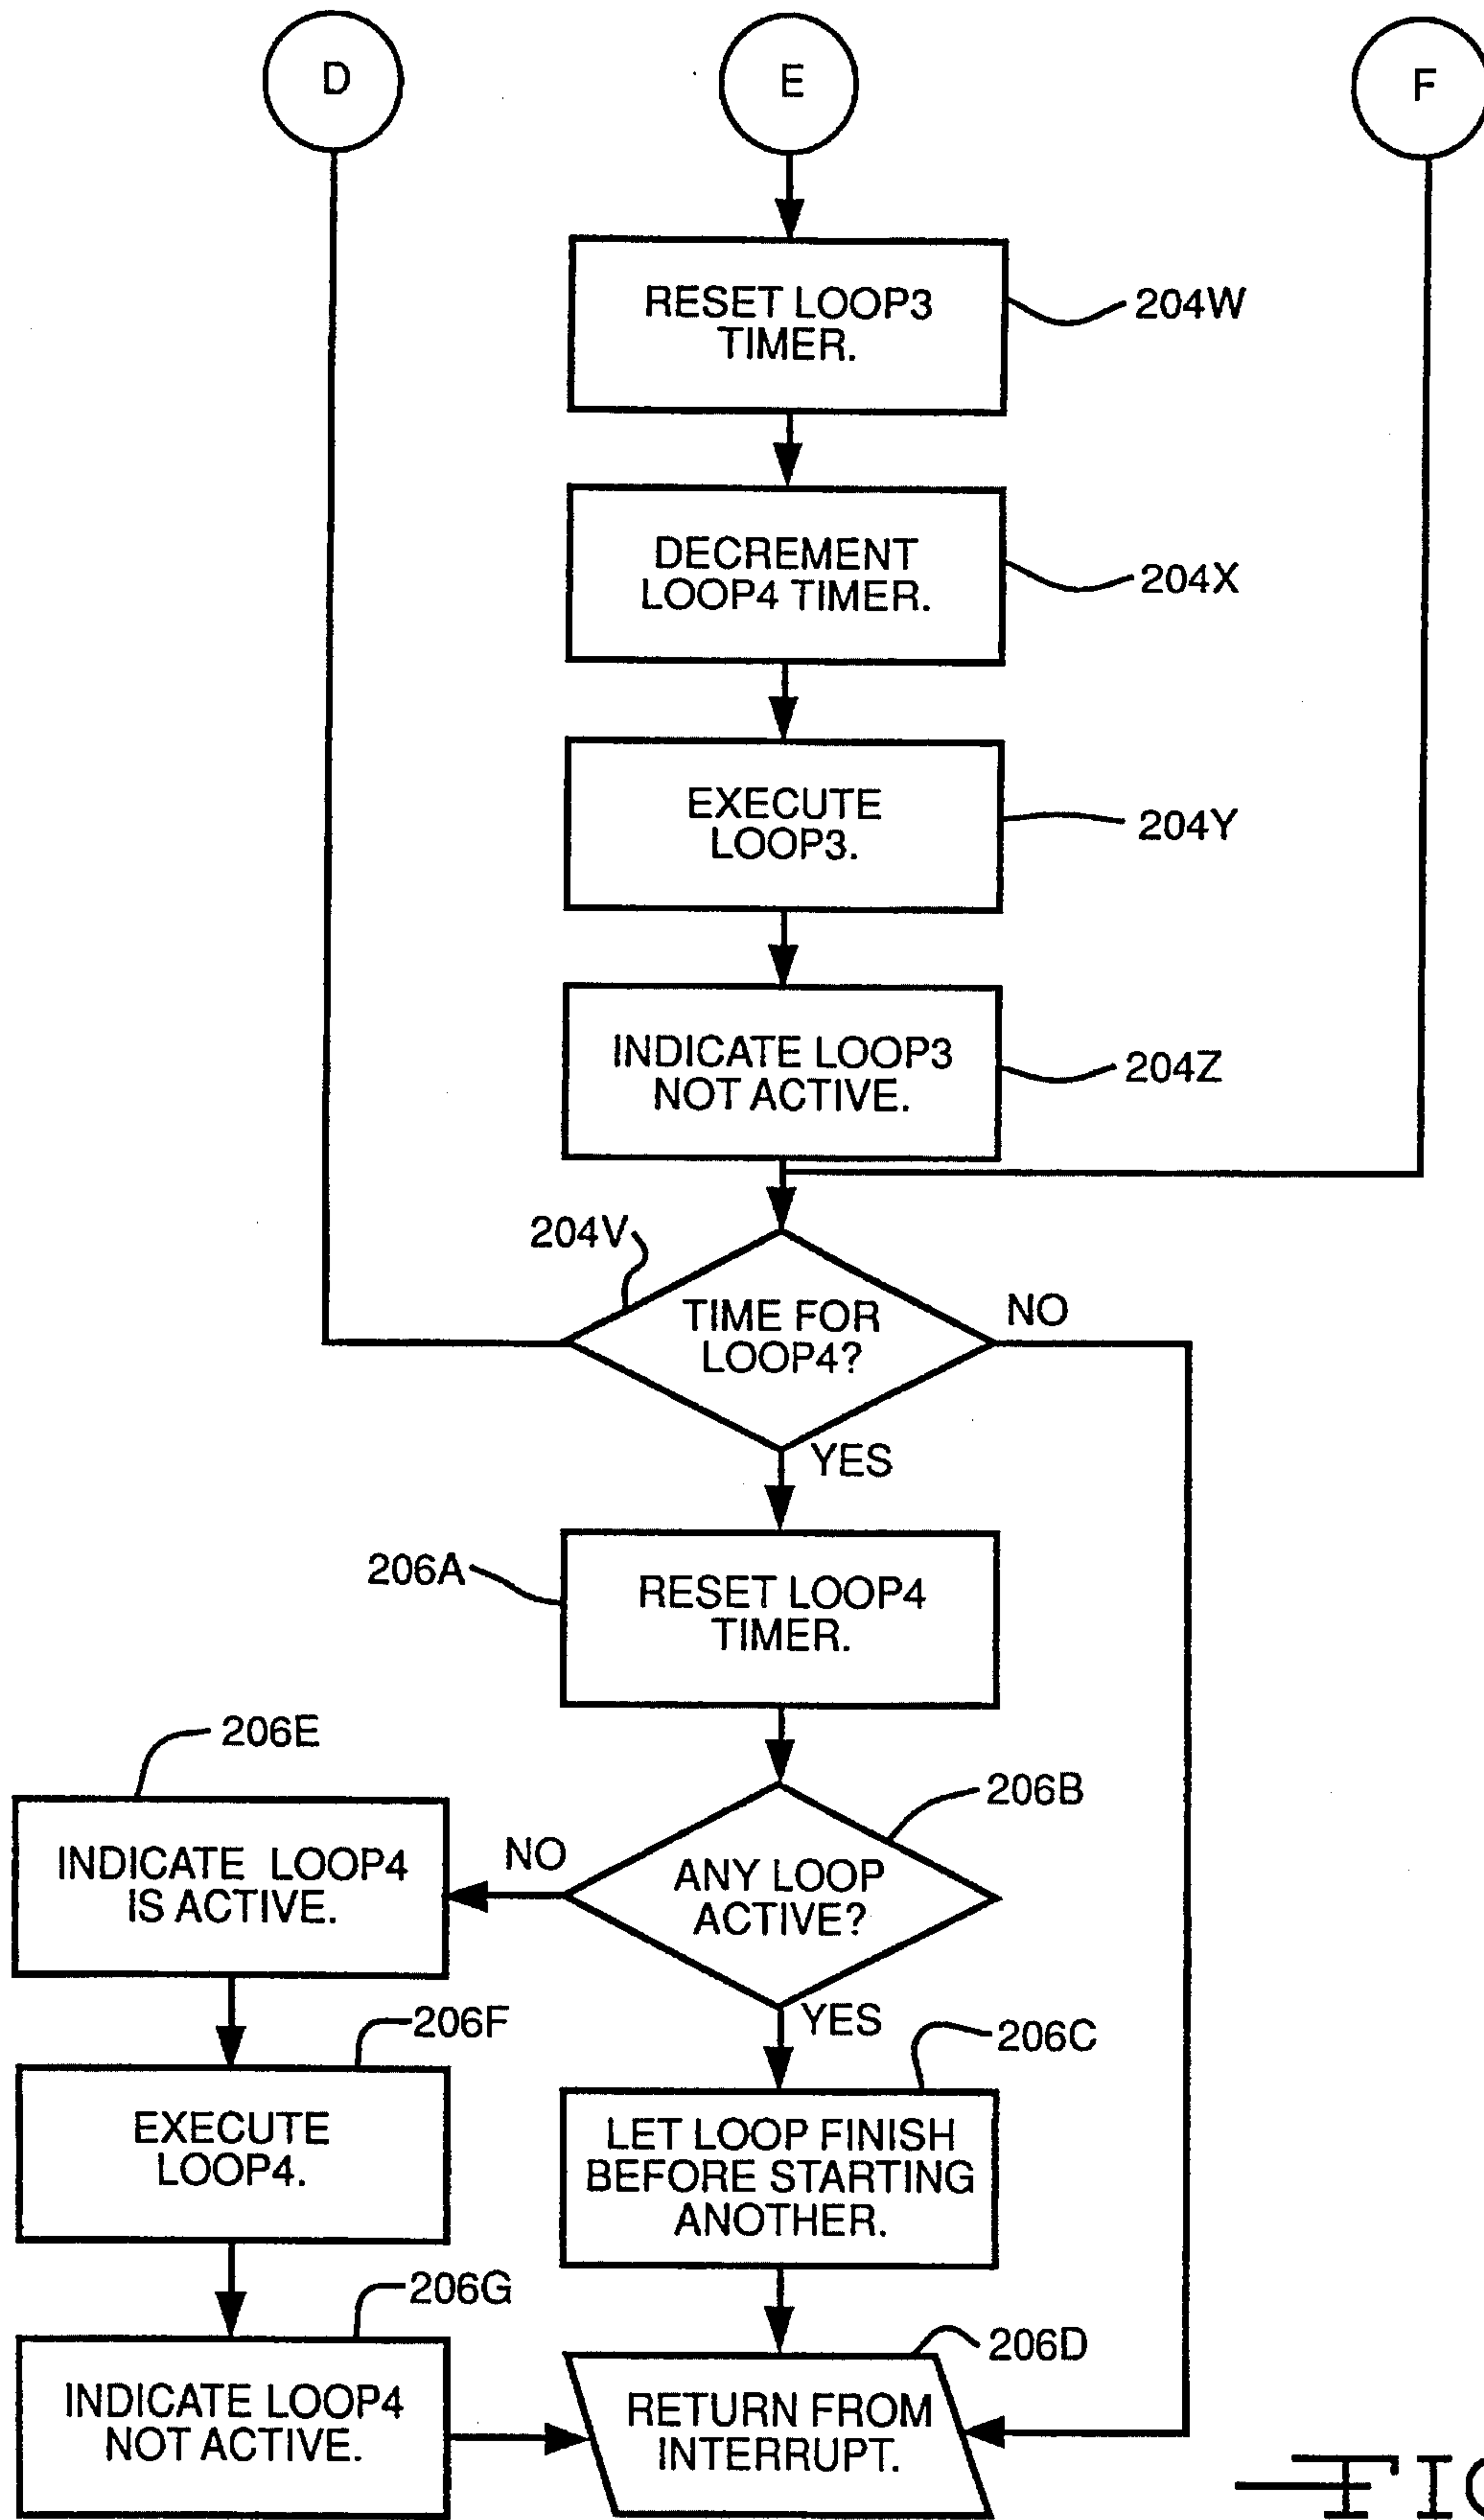 D
E
F
RESET LOOP3
TIMER.
204W
DECREMENT
LOOP4 TIMER.
204X
EXECUTE
LOOP3.
204Y
INDICATE LOOP3
NOT ACTIVE.
204Z
204V
TIME FOR
LOOP4?
NO
YES
206A
RESET LOOP4
TIMER.
206E
206B
INDICATE LOOP4
IS ACTIVE.
NO
ANY LOOP
ACTIVE?
YES
206F
206C
EXECUTE
LOOP4.
LET LOOP FINISH
BEFORE STARTING
ANOTHER.
206G
206D
INDICATE LOOP4
NOT ACTIVE.
RETURN FROM
INTERRUPT.